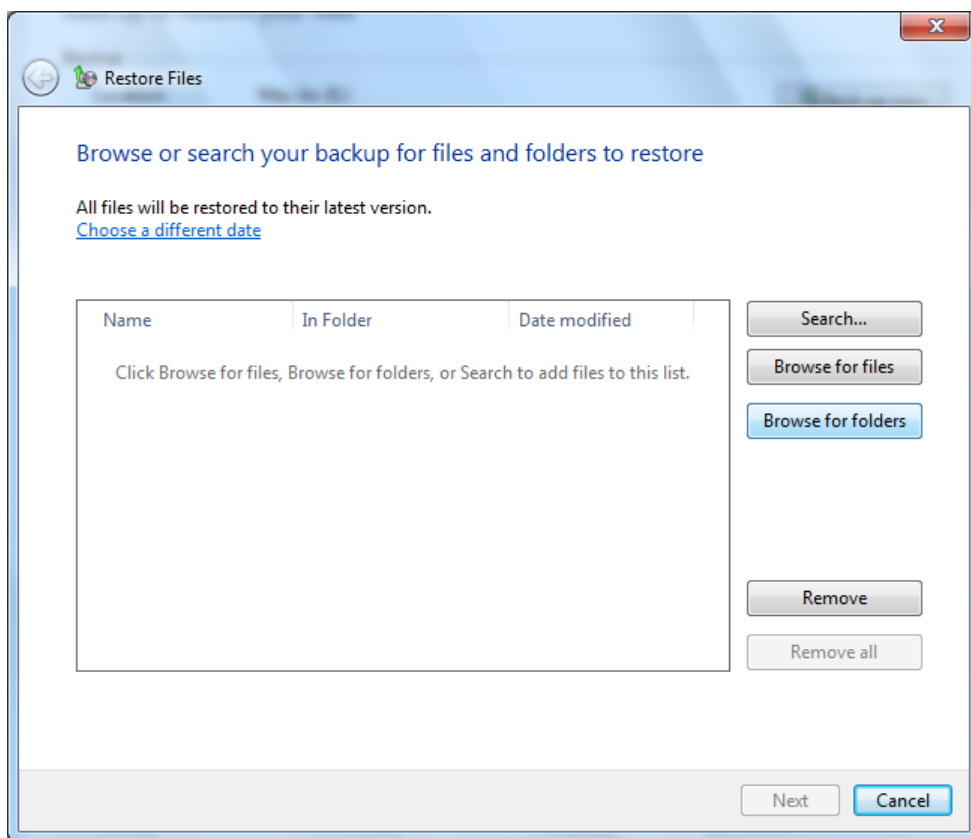 Restore Files
Browse or search your backup for files and folders to restore
All files will be restored to their latest version.
Choose a different date
Name In Folder Date modified
Click Browse for files, Browse for folders, or Search to add files to this list.
Search...
Browse for files
Browse for folders
Remove
Remove all
Next Cancel